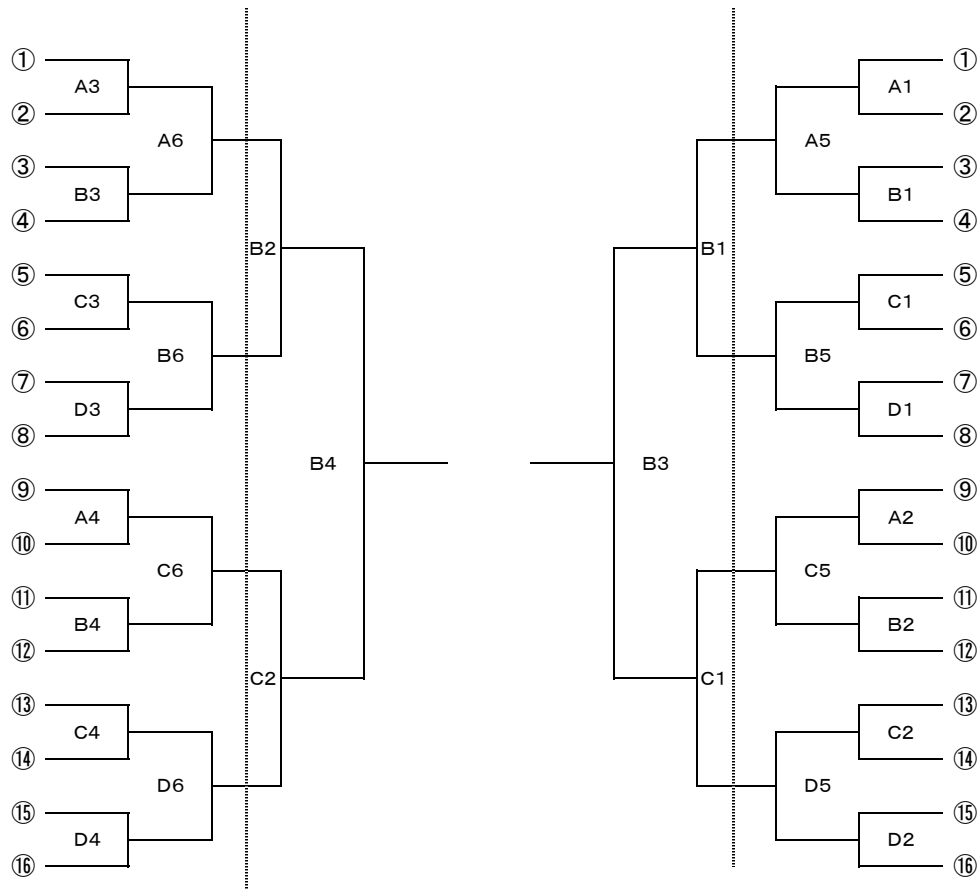 ① ①
A3 A1
② ②
A6 A5
③ ③
B3 B1
④ ④
B2 B1
⑤ ⑤
C3 C1
⑥ ⑥
B6 B5
⑦ ⑦
D3 D1
⑧ ⑧
B4 B3
⑨ ⑨
A4 A2
⑩ ⑩
C6 C5
⑪ ⑪
B4 B2
⑫ ⑫
C2 C1
⑬ ⑬
C4 C2
⑭ ⑭
D6 D5
⑮ ⑮
D4 D2
⑯ ⑯